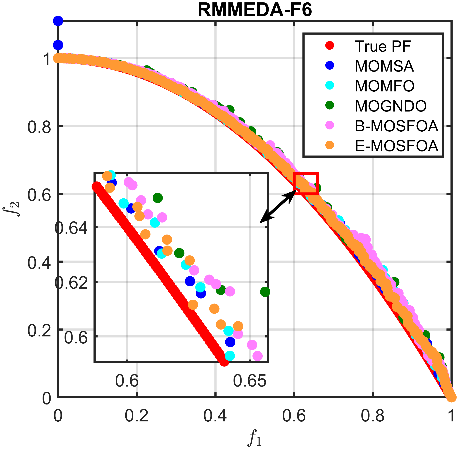 RMMEDA-F6
True PF
MOMSA
MOMFO
MOGNDO
B-MOSFOA
E-MOSFOA
1
0.8
0.6
0.4
0.2
0
0.64
0.62
0.6
0.6
0.65
0
0.2
0.4
0.6
0.8
1
f2
f1